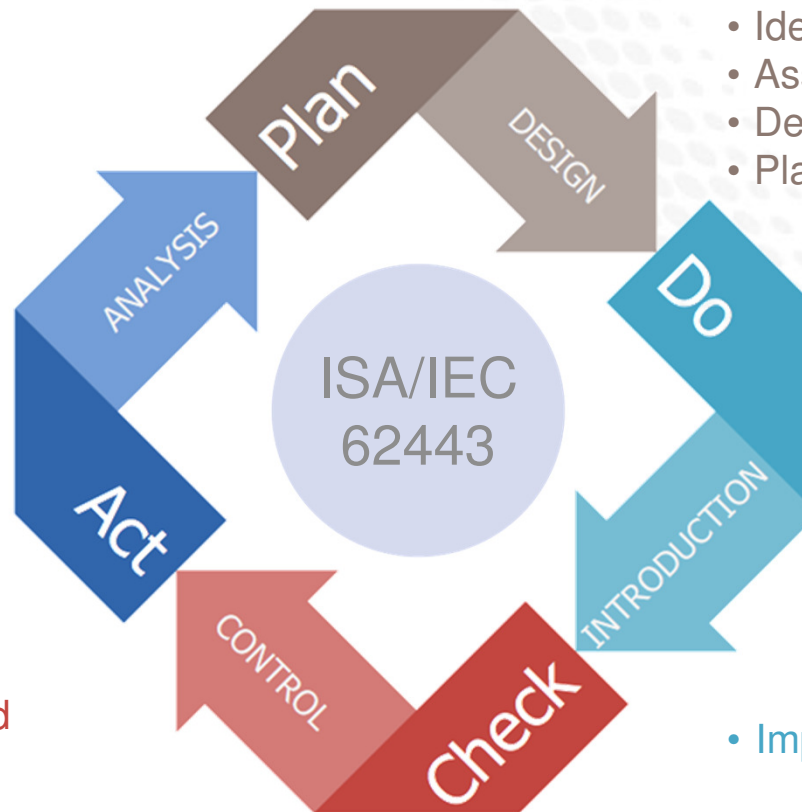 Plan
DESIGN
Do
INTRODUCTION
Check
CONTROL
Act
ANALYSIS
ISA/IEC
62443